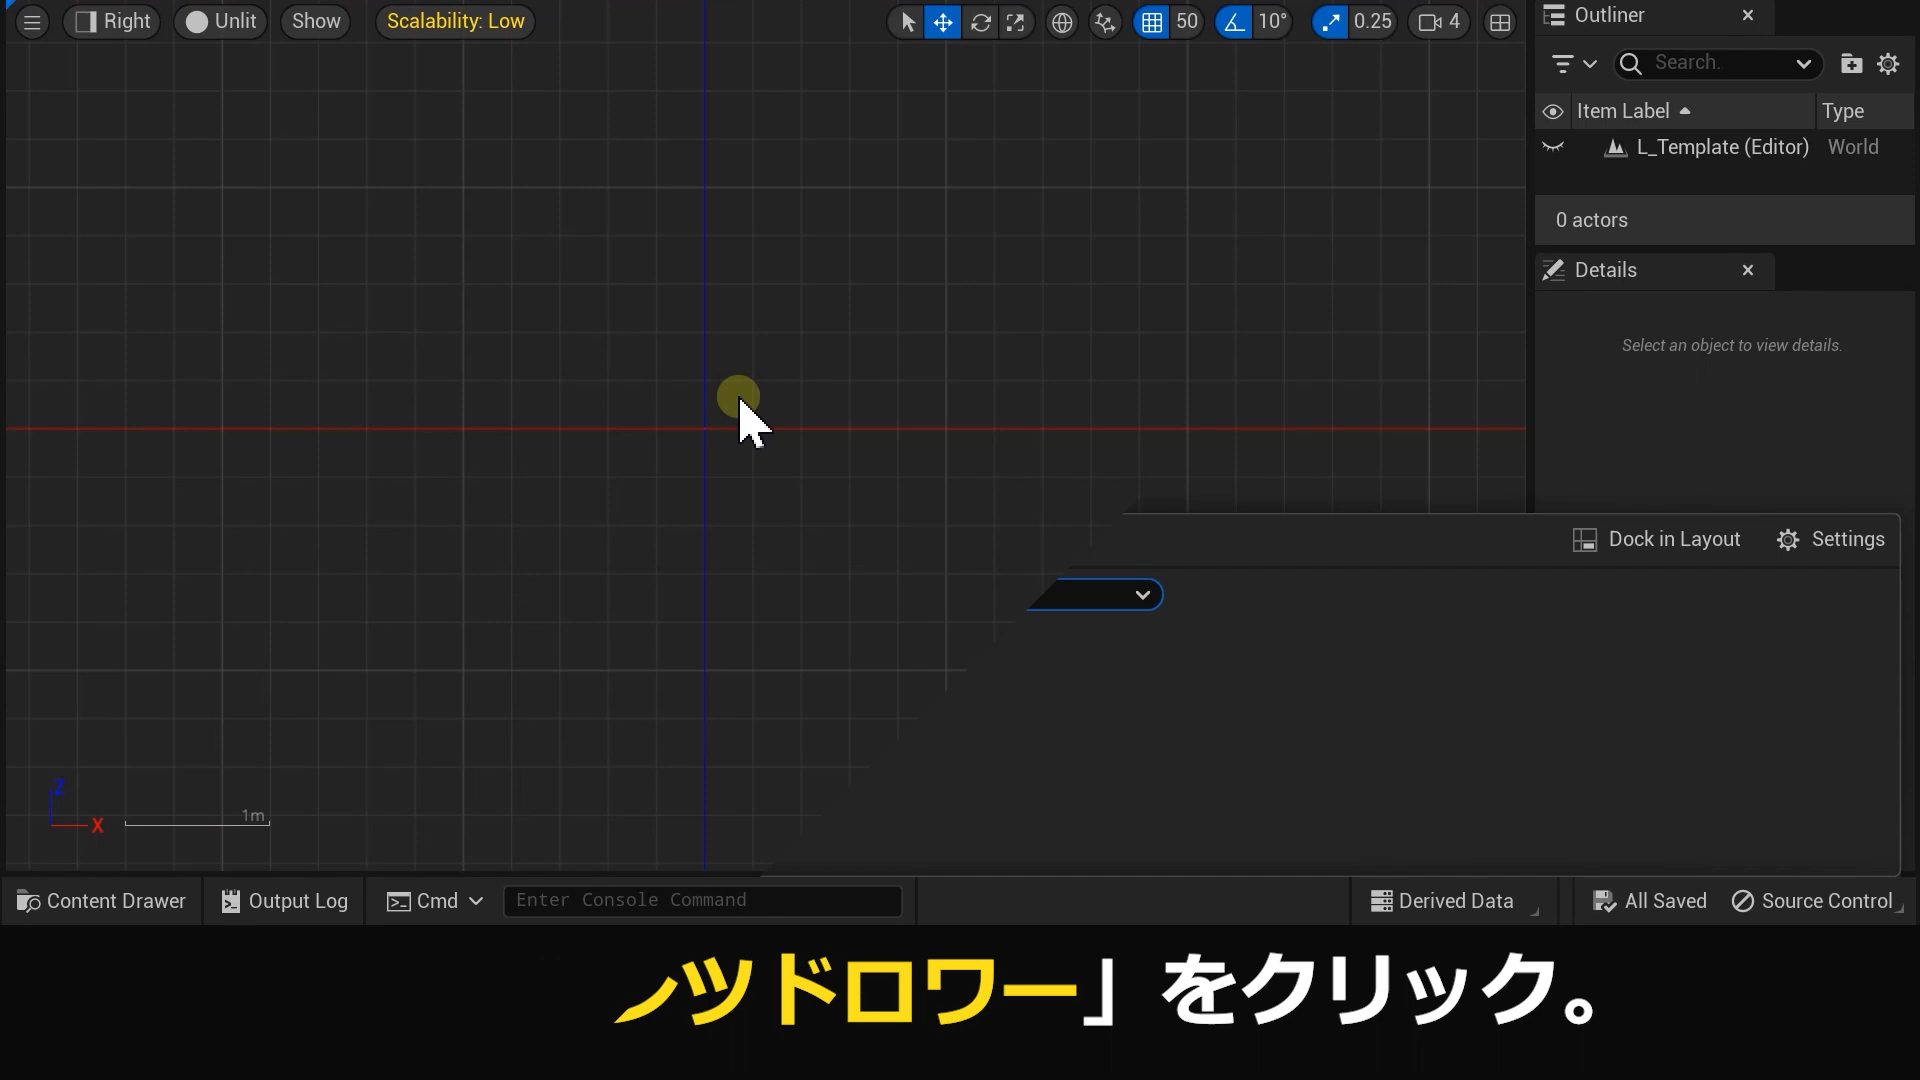 Right Unlit Show Scalability: Low 50 10° 0.25 4
Outliner
Search.
Item Label Type
L_Template (Editor) World
0 actors
Details
Select an object to view details.
Dock in Layout Settings
Z
X
1m
Content Drawer Output Log Cmd Enter Console Command Derived Data All Saved Source Control
ツドロワー」をクリック。